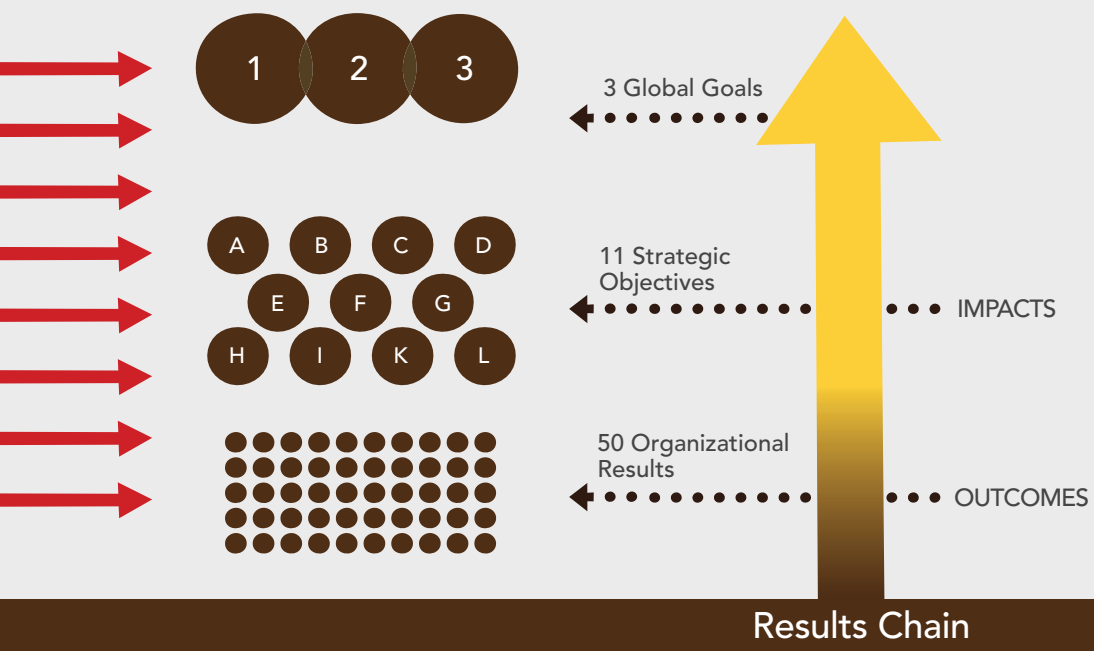 1 2 3
3 Global Goals
A B C D
11 Strategic
Objectives
E F G
IMPACTS
H I K L
50 Organizational
Results
OUTCOMES
Results Chain